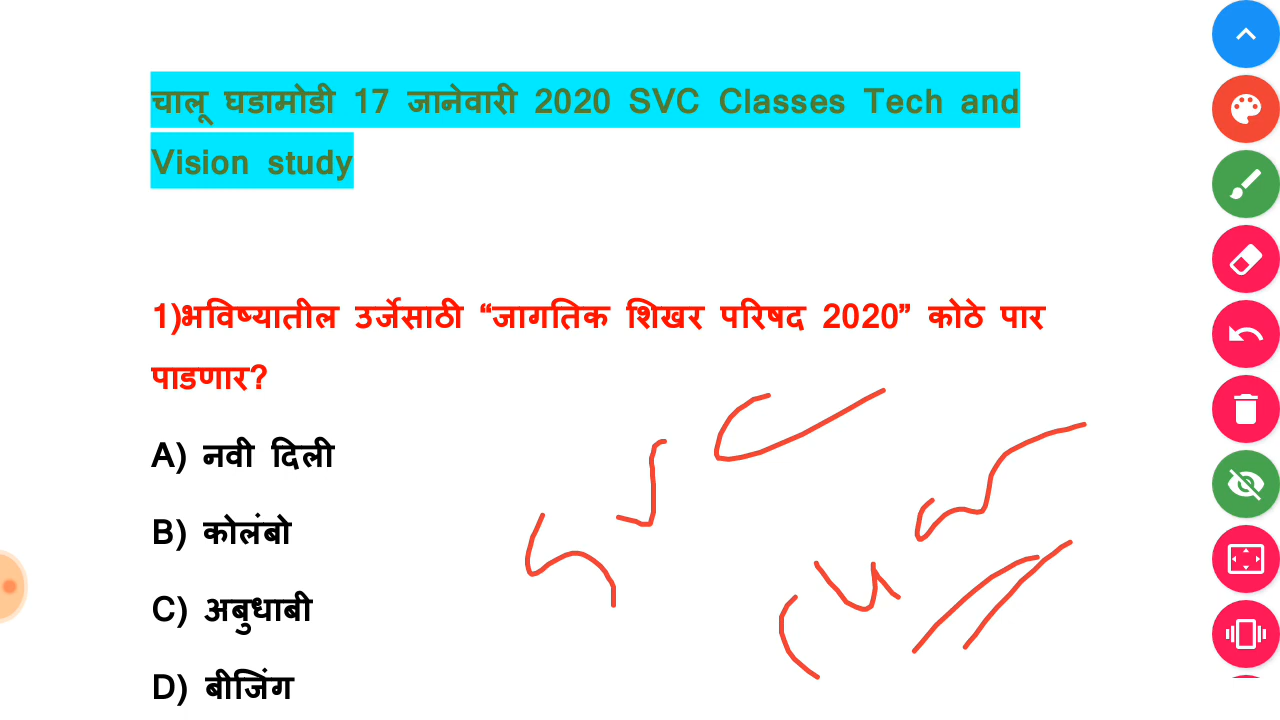 चालू घडामोडी 17 जानेवारी 2020 SVC Classes Tech and
Vision study
1)भविष्यातील उर्जेसाठी “जागतिक शिखर परिषद 2020” कोठे पार
पाडणार?
A) नवी दिली
B) कोलंबो
C) अबुधाबी
D) बीजिंग